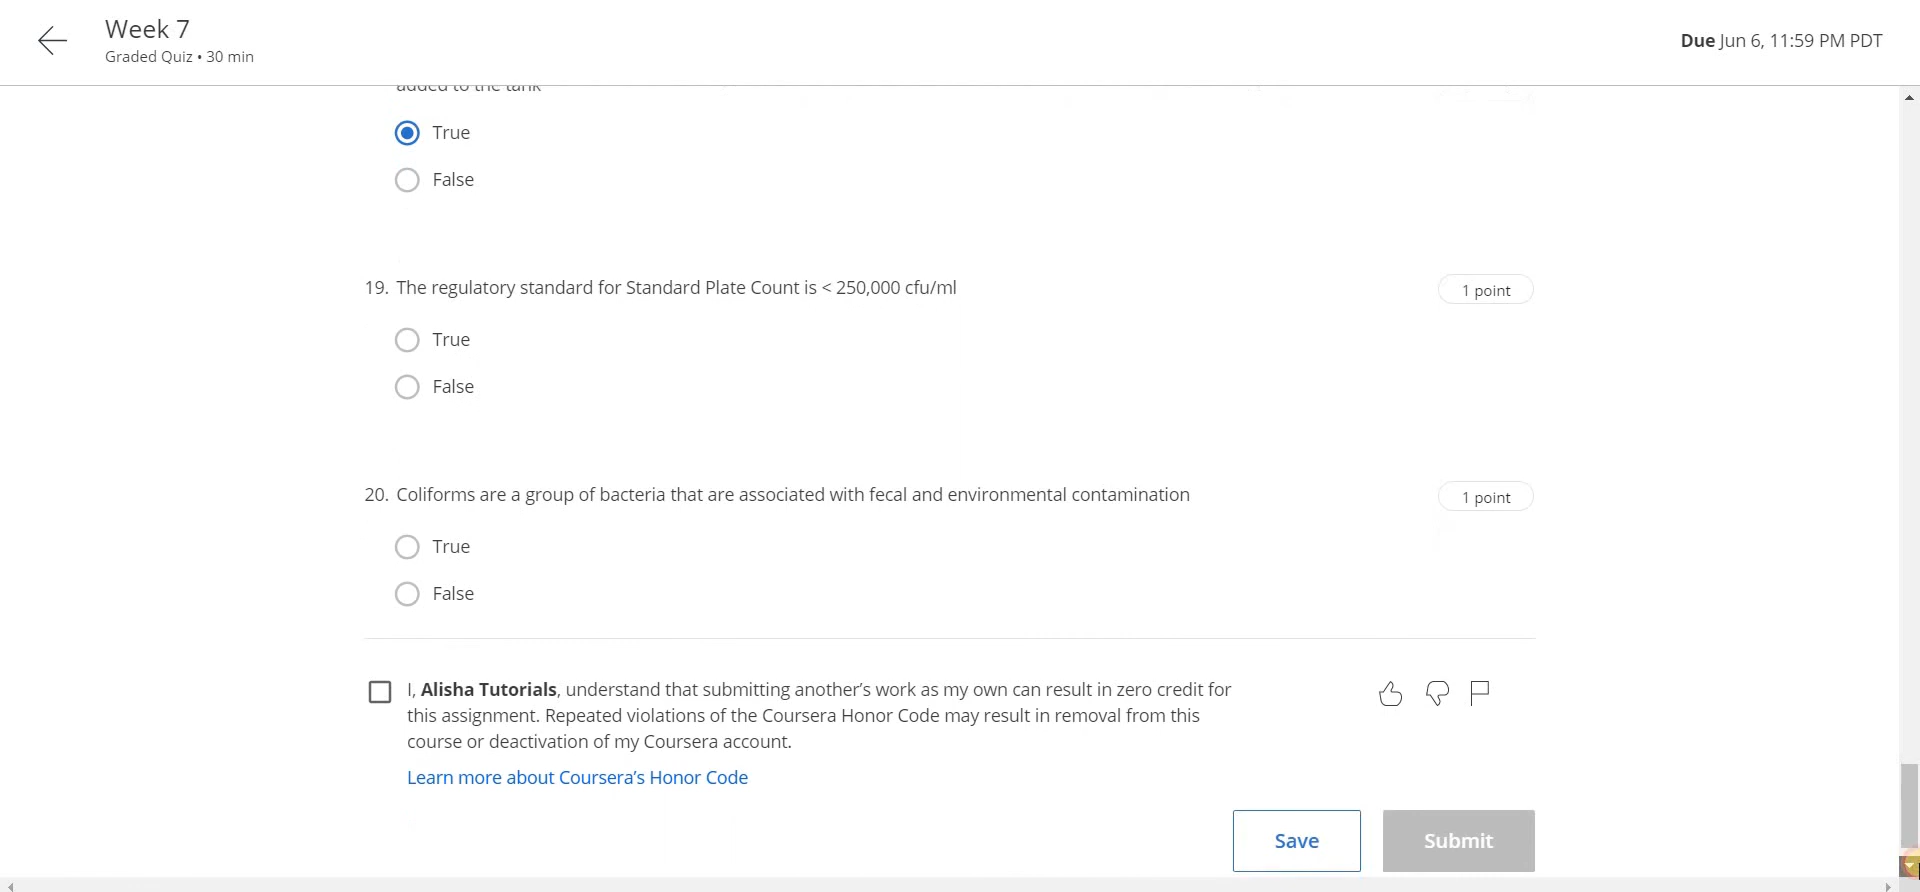 Week 7
Graded Quiz • 30 min
Due Jun 6, 11:59 PM PDT
added to the tank
True
False
19. The regulatory standard for Standard Plate Count is < 250,000 cfu/ml
1 point
True
False
20. Coliforms are a group of bacteria that are associated with fecal and environmental contamination
1 point
True
False
I, Alisha Tutorials, understand that submitting another’s work as my own can result in zero credit for
this assignment. Repeated violations of the Coursera Honor Code may result in removal from this
course or deactivation of my Coursera account.
Learn more about Coursera’s Honor Code
Save
Submit